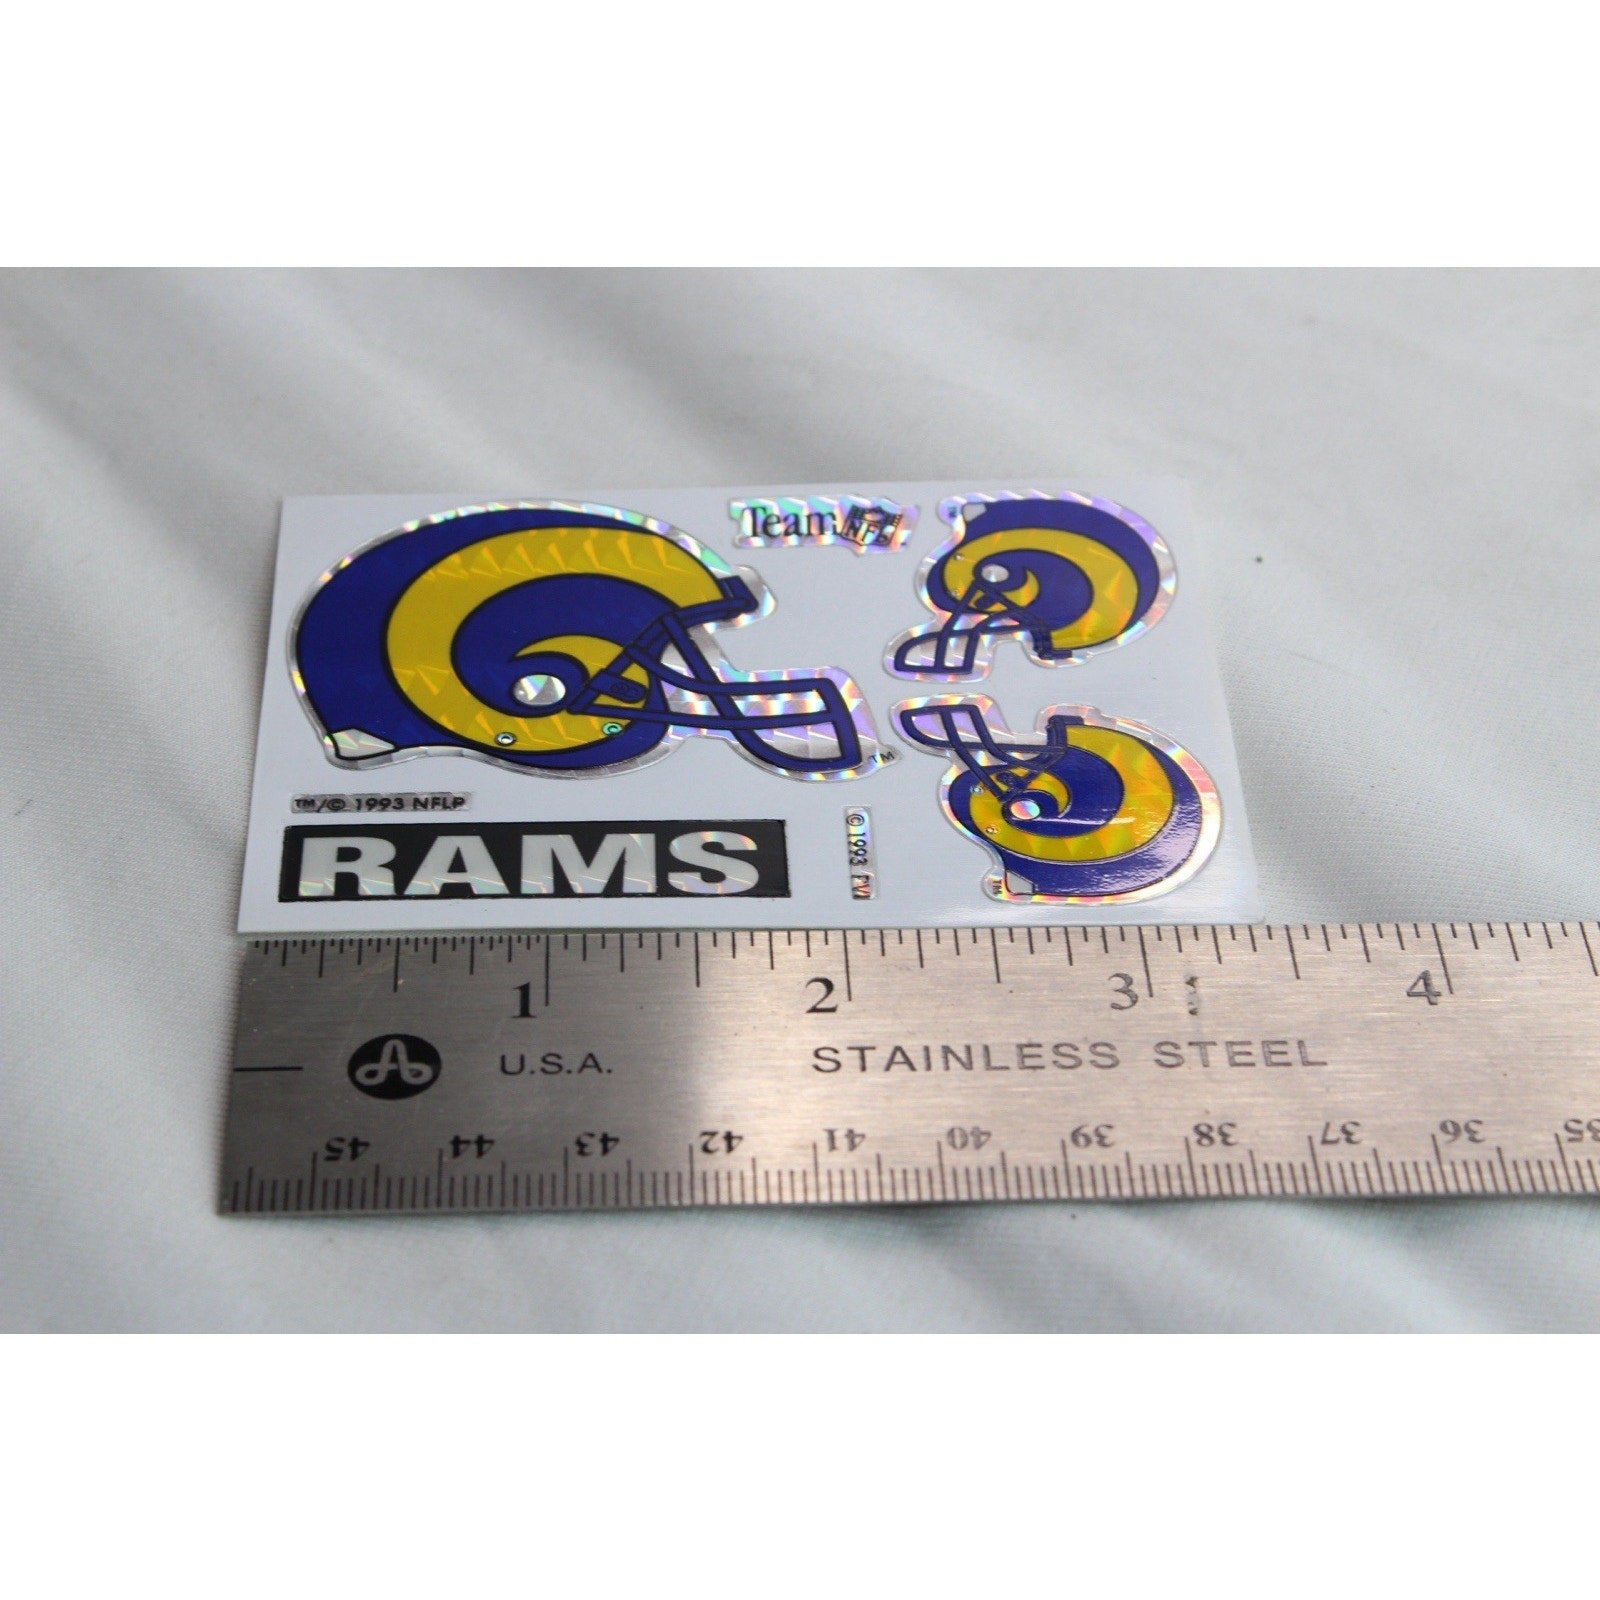 Team NFL
TM
TM/© 1993 NFLP
RAMS
© 1993 PVI
TM
1 2 3 4
U.S.A. STAINLESS STEEL
45 44 43 42 41 40 39 38 37 36 35